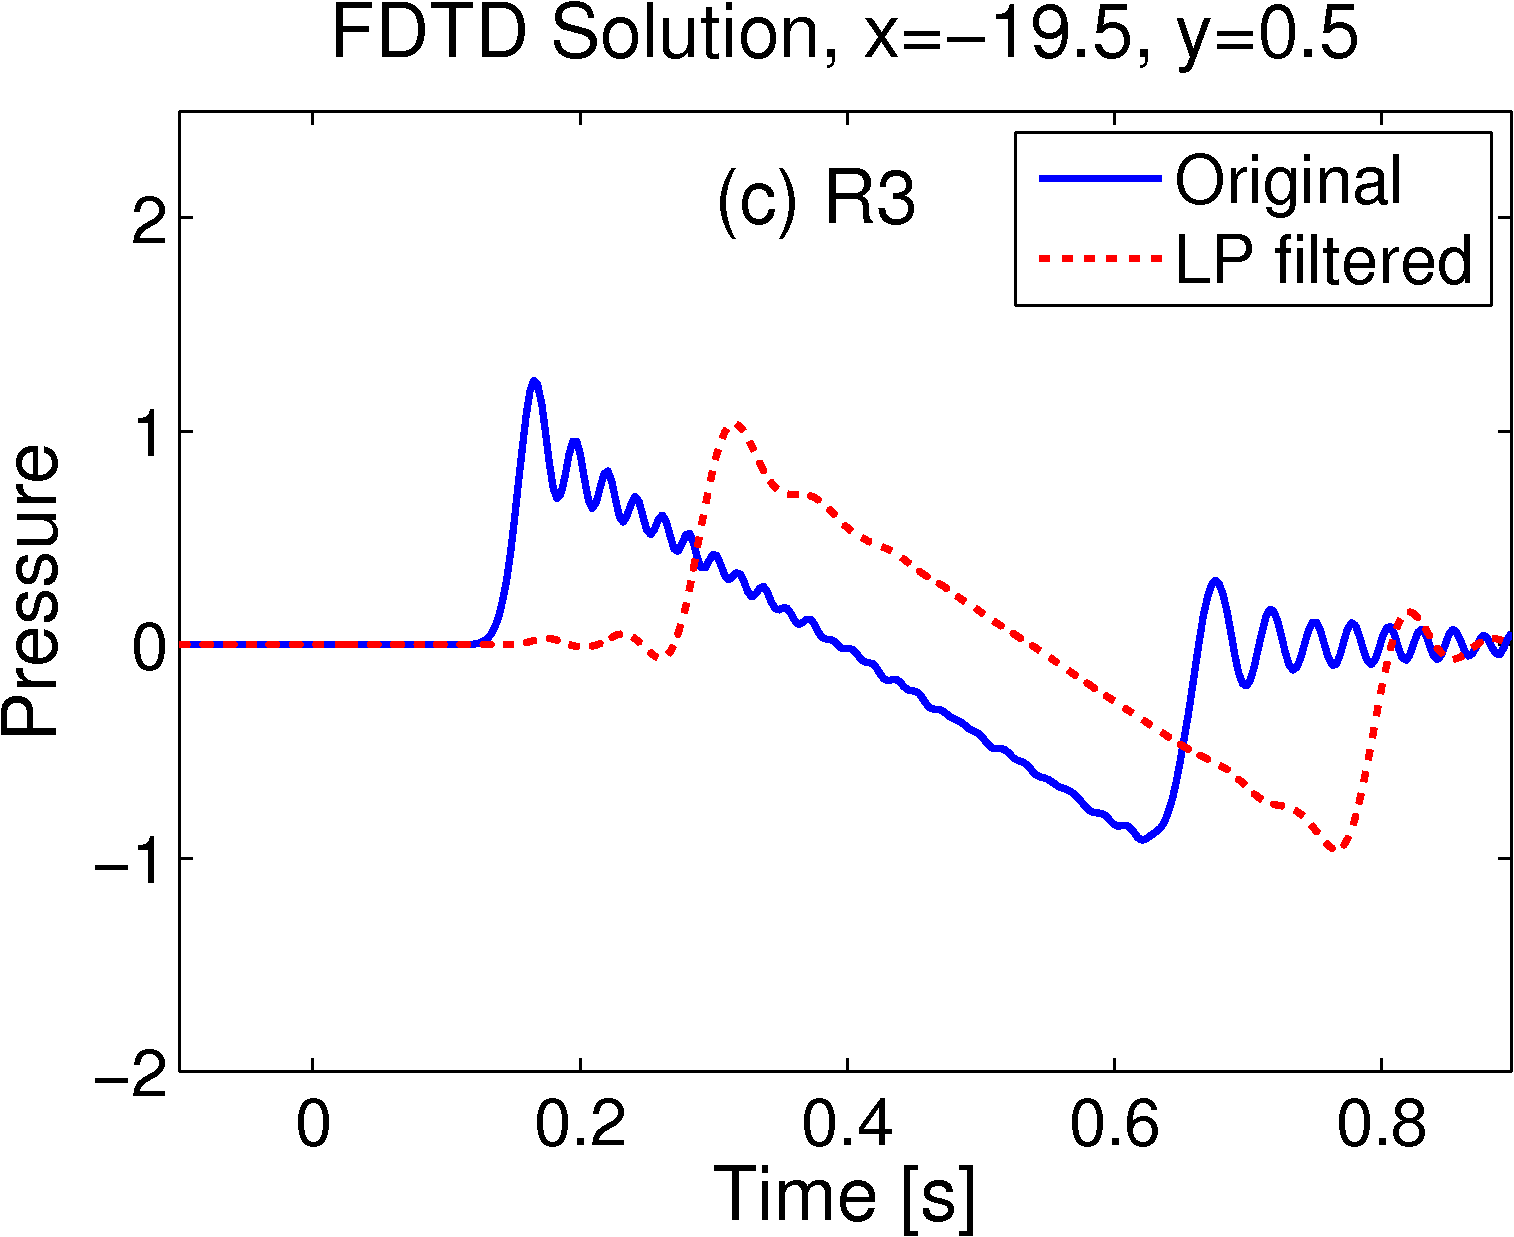 FDTD Solution, x=−19.5, y=0.5
(c) R3
Original
LP filtered
Pressure
2
1
0
−1
−2
0 0.2 0.4 0.6 0.8
Time [s]